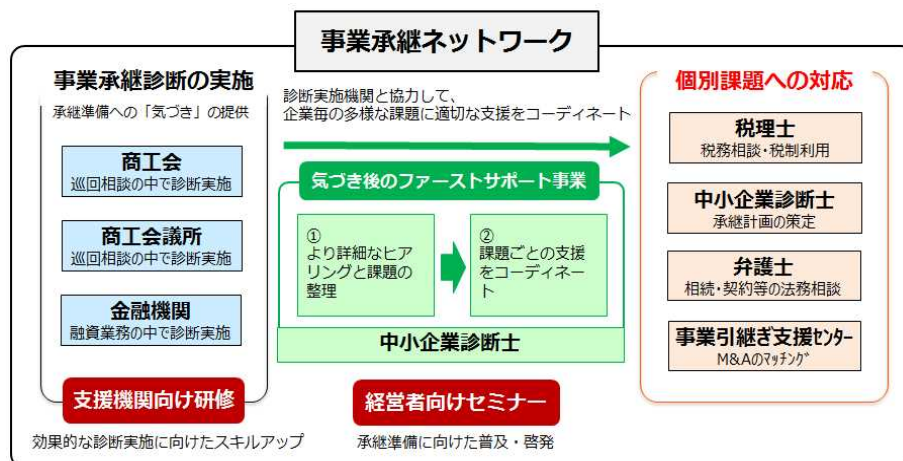 事業承継ネットワーク
事業承継診断の実施
承継準備への「気づき」の提供
商工会
巡回相談の中で診断実施
商工会議所
巡回相談の中で診断実施
金融機関
融資業務の中で診断実施
支援機関向け研修
効果的な診断実施に向けたスキルアップ
診断実施機関と協力して、
企業毎の多様な課題に適切な支援をコーディネート
気づき後のファーストサポート事業
①
より詳細なヒア
リングと課題の
整理
②
課題ごとの支援
をコーディネー
ト
中小企業診断士
経営者向けセミナー
承継準備に向けた普及・啓発
個別課題への対応
税理士
税務相談・税制利用
中小企業診断士
承継計画の策定
弁護士
相続・契約等の法務相談
事業引継ぎ支援ｾﾝﾀｰ
M&Aのﾏｯﾁﾝｸﾞ